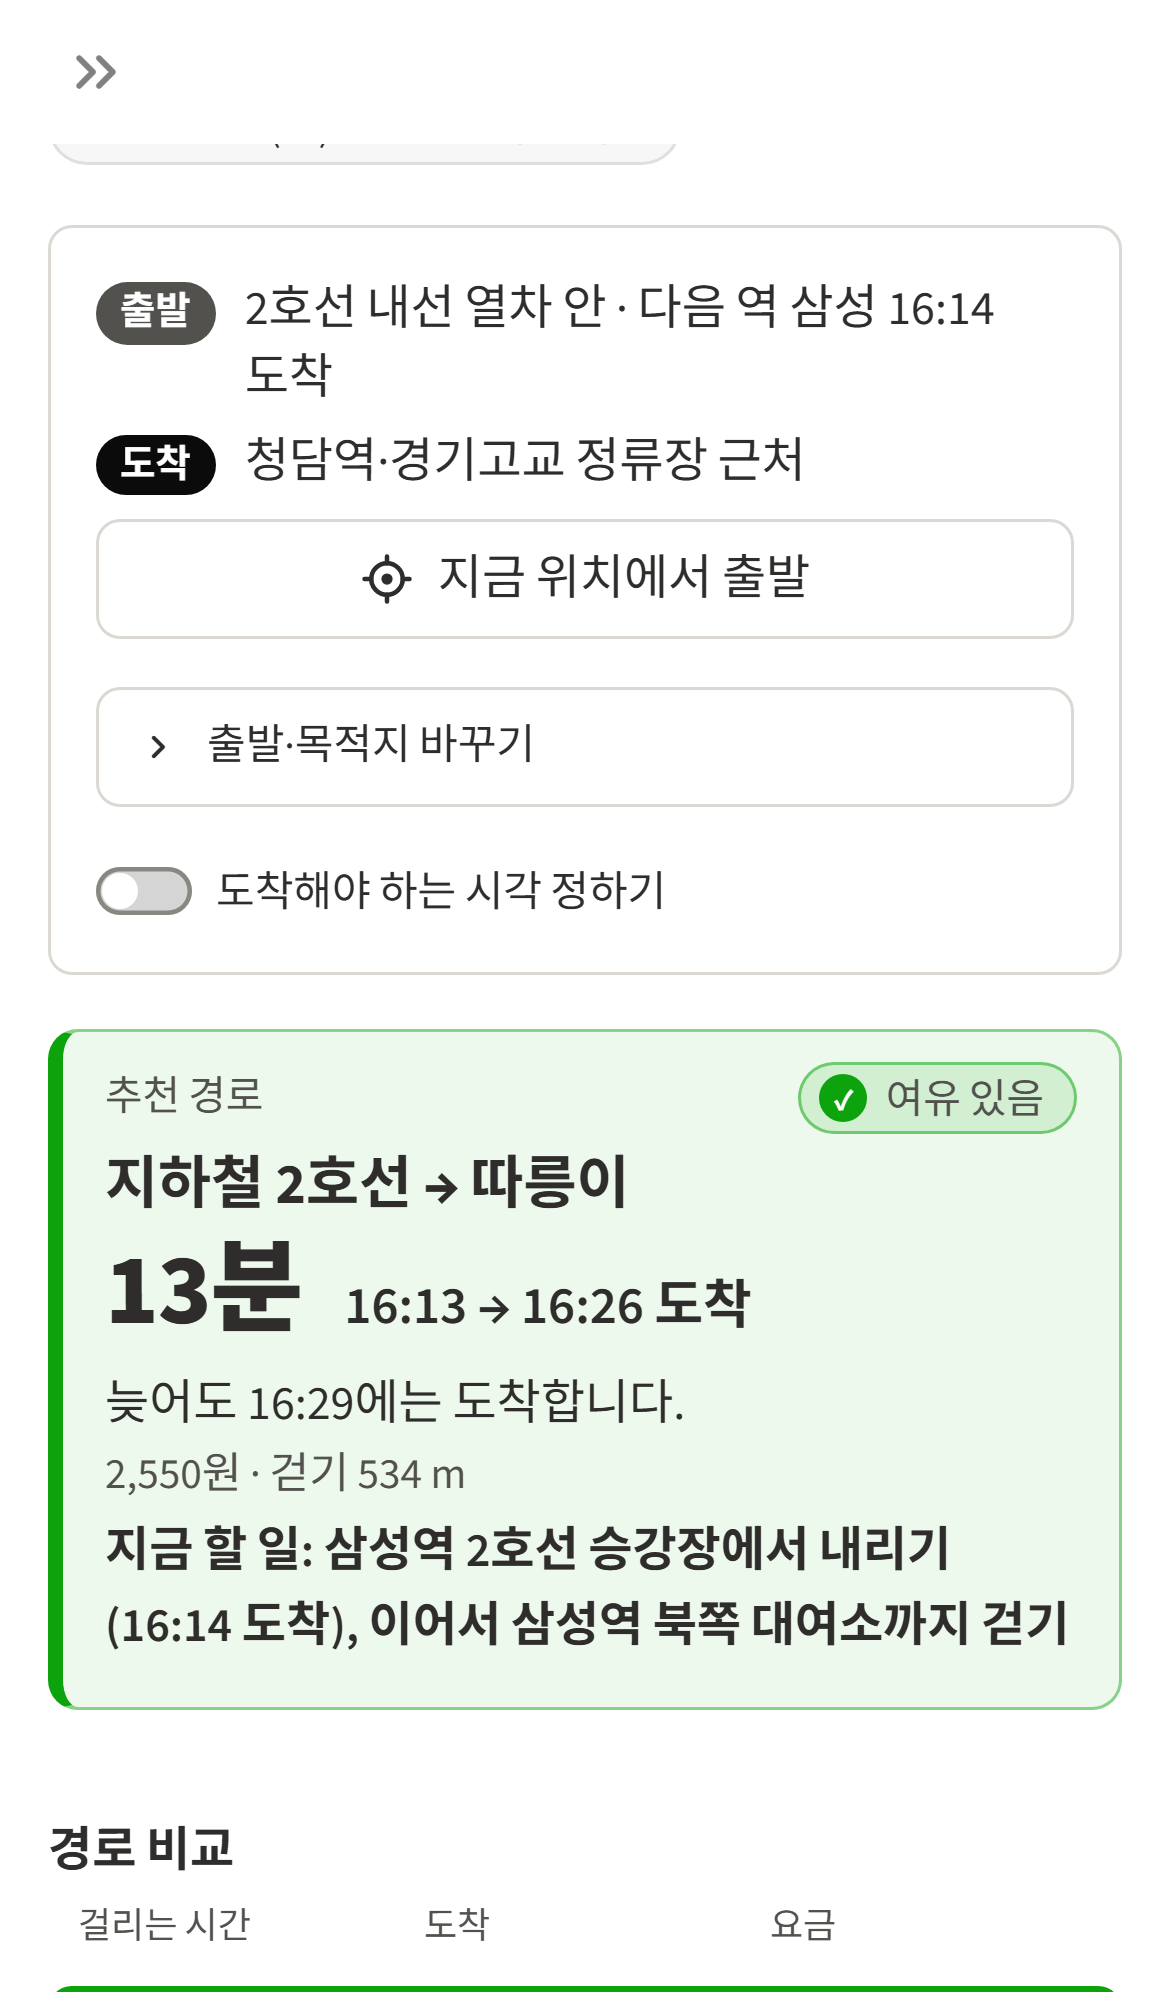 출발 2호선 내선 열차 안 · 다음 역 삼성 16:14
도착
도착 청담역·경기고교 정류장 근처
지금 위치에서 출발
출발·목적지 바꾸기
도착해야 하는 시각 정하기
추천 경로
여유 있음
지하철 2호선 → 따릉이
13분 16:13 → 16:26 도착
늦어도 16:29에는 도착합니다.
2,550원 · 걷기 534 m
지금 할 일: 삼성역 2호선 승강장에서 내리기
(16:14 도착), 이어서 삼성역 북쪽 대여소까지 걷기
경로 비교
걸리는 시간 도착 요금